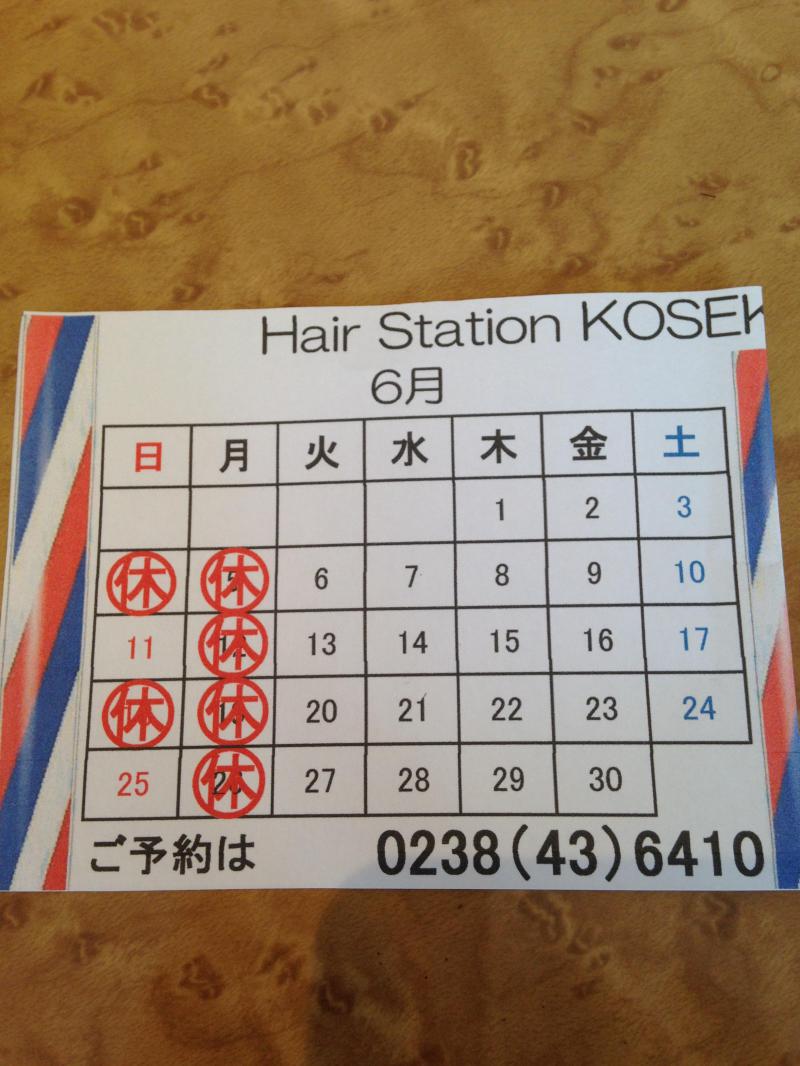 Hair Station KOSEK
6月
日 月 火 水 木 金 土
1 2 3
休 休 6 7 8 9 10
11 休 13 14 15 16 17
休 休 20 21 22 23 24
25 休 27 28 29 30
ご予約は 0238(43)6410